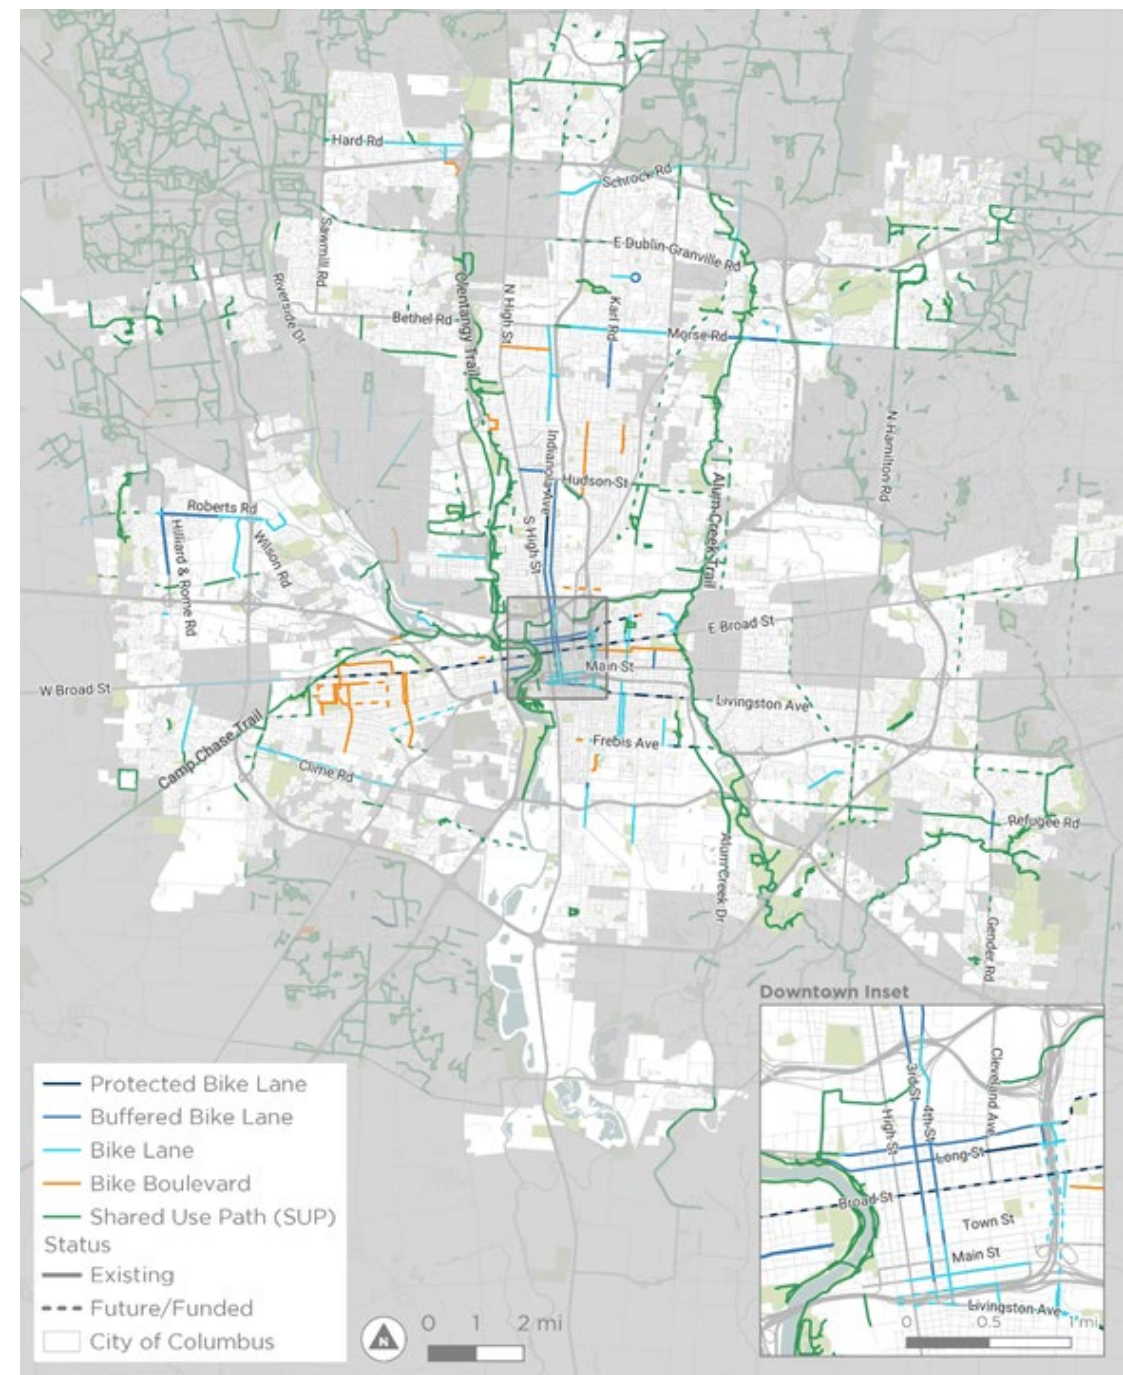 Hard Rd
Schrock Rd
E Dublin-Granville Rd
Sawmill Rd
Riverside Dr
Olentangy Trail
N High St
Karl Rd
Bethel Rd
Morse Rd
N Hamilton Rd
Indianola Ave
Hudson St
Alum Creek Trail
S High St
Roberts Rd
Hilliard & Rome Rd
Wilson Rd
E Broad St
Main St
W Broad St
Livingston Ave
Camp Chase Trail
Frebis Ave
Clime Rd
Refugee Rd
Alum Creek Dr
Gender Rd
Downtown Inset
3rd St
4th St
High St
Cleveland Ave
Long St
Broad St
Town St
Main St
Livingston Ave
0 0.5 1 mi
Protected Bike Lane
Buffered Bike Lane
Bike Lane
Bike Boulevard
Shared Use Path (SUP)
Status
Existing
Future/Funded
City of Columbus
N
0 1 2 mi